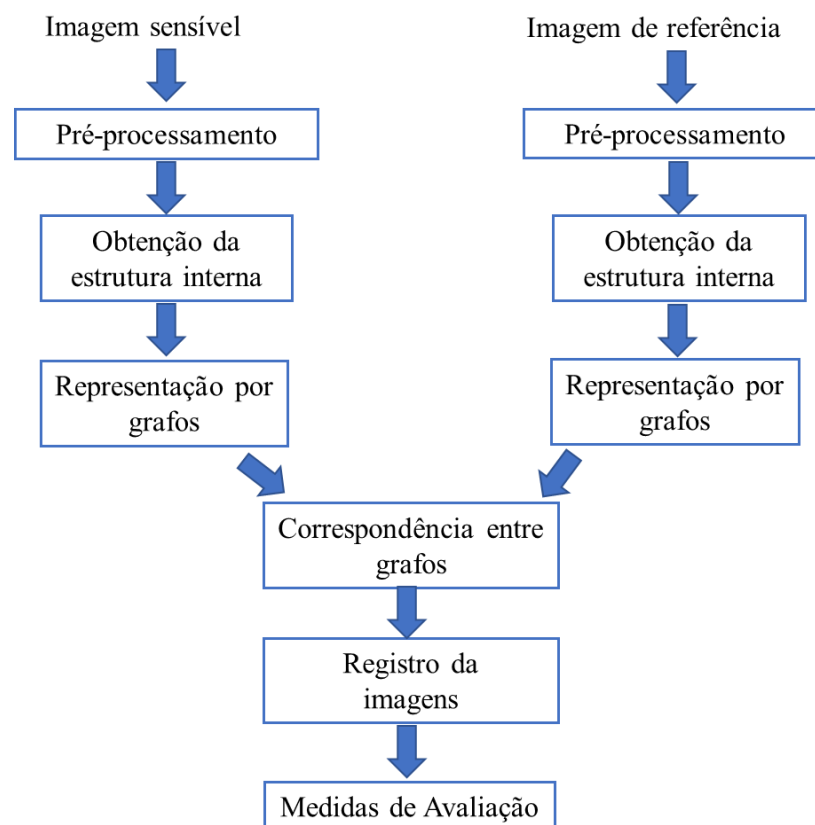 Imagem sensível
Imagem de referência
Pré-processamento
Pré-processamento
Obtenção da
estrutura interna
Obtenção da
estrutura interna
Representação por
grafos
Representação por
grafos
Correspondência entre
grafos
Registro da
imagens
Medidas de Avaliação